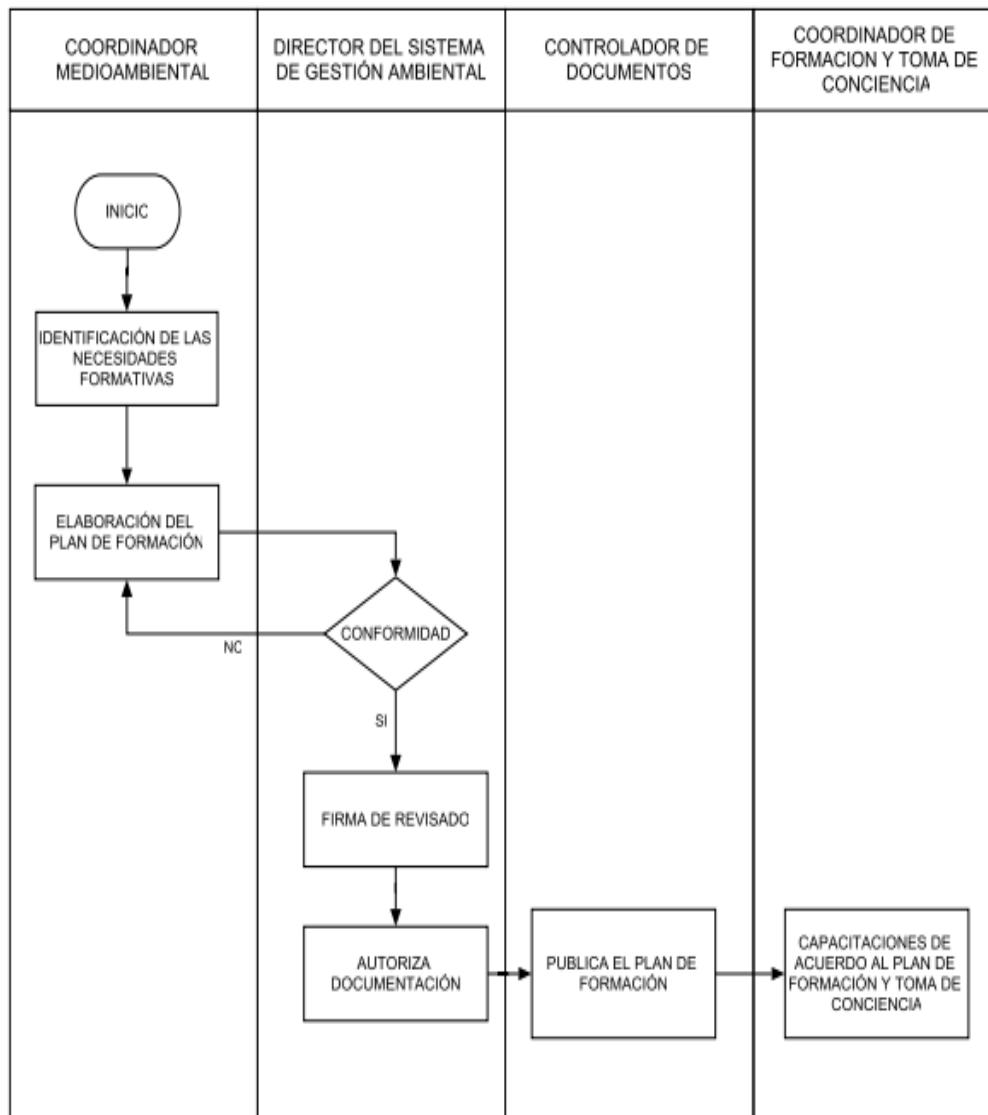 COORDINADOR
MEDIOAMBIENTAL
DIRECTOR DEL SISTEMA
DE GESTIÓN AMBIENTAL
CONTROLADOR DE
DOCUMENTOS
COORDINADOR DE
FORMACION Y TOMA DE
CONCIENCIA
INICIO
IDENTIFICACIÓN DE LAS
NECESIDADES
FORMATIVAS
ELABORACIÓN DEL
PLAN DE FORMACIÓN
CONFORMIDAD
NO
SI
FIRMA DE REVISADO
AUTORIZA
DOCUMENTACIÓN
PUBLICA EL PLAN DE
FORMACIÓN
CAPACITACIONES DE
ACUERDO AL PLAN DE
FORMACIÓN Y TOMA DE
CONCIENCIA